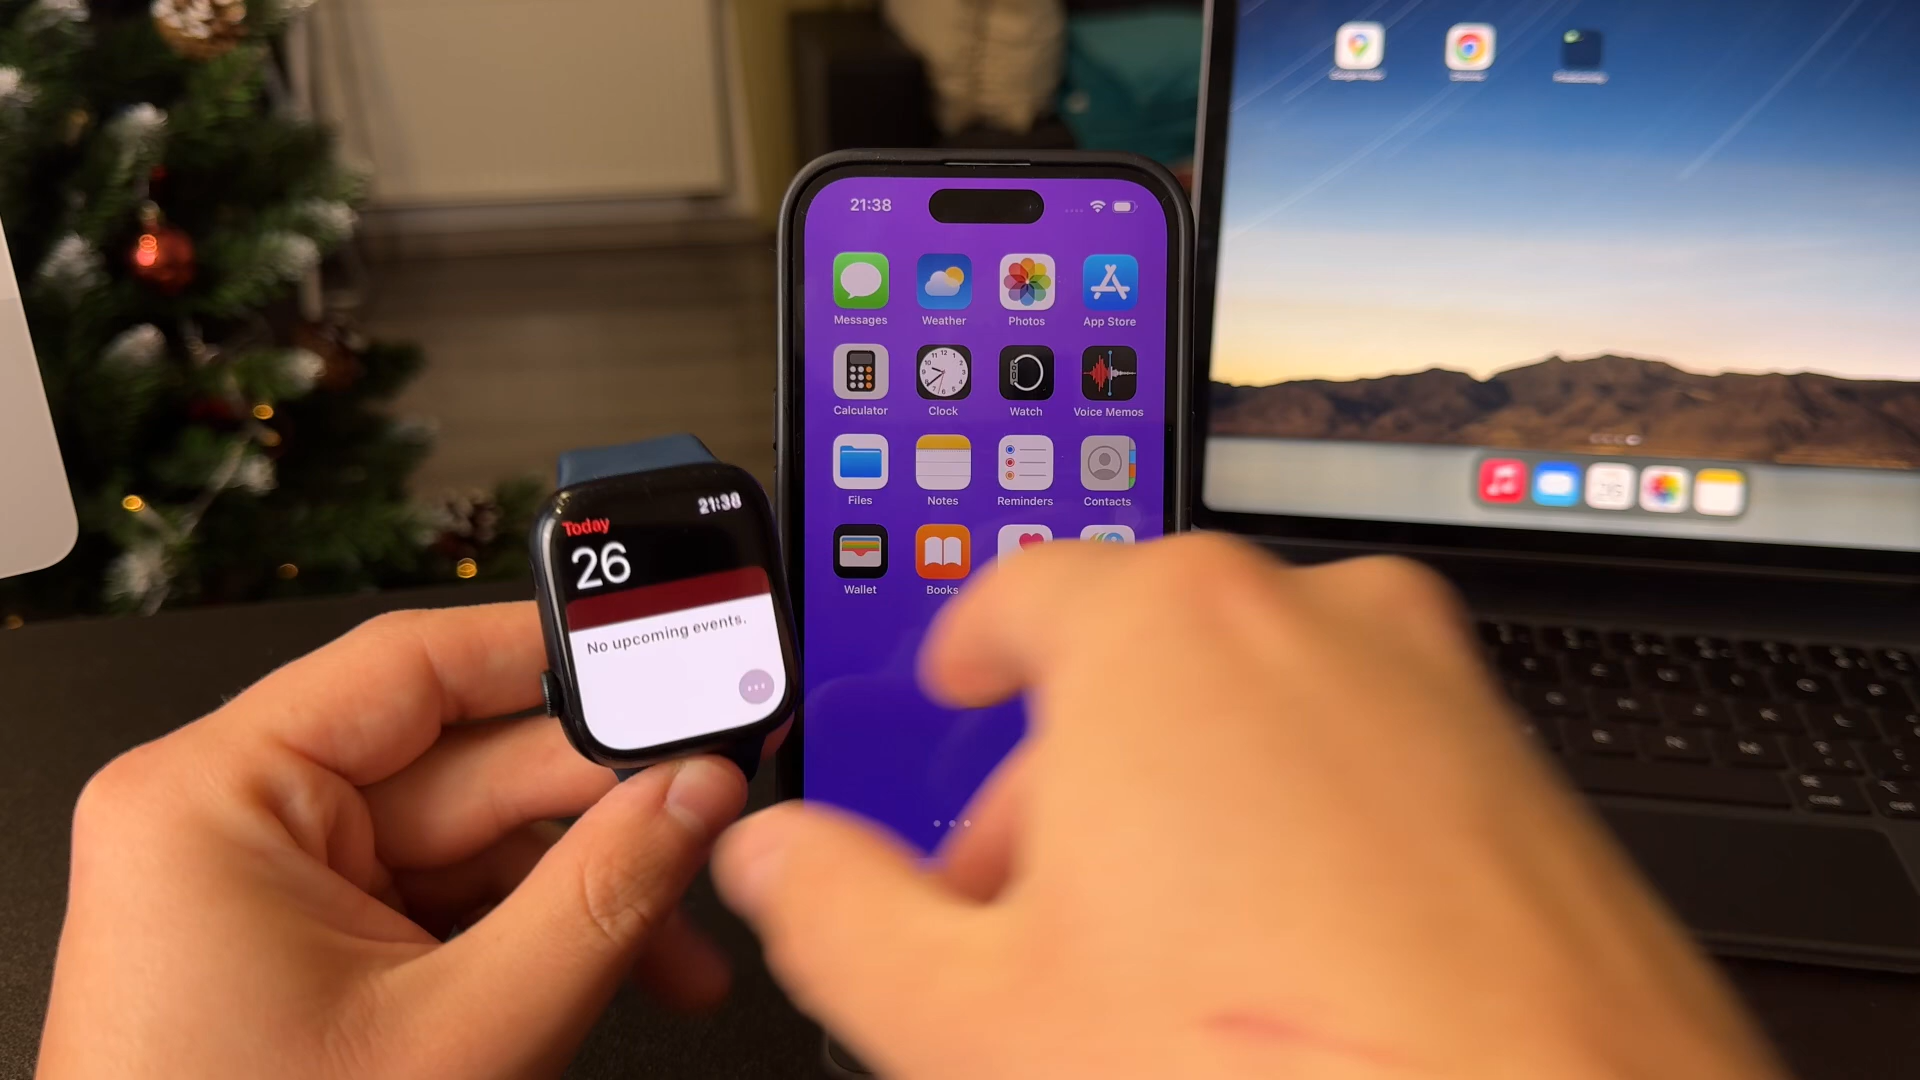 21:38
Messages Weather Photos App Store
Calculator Clock Watch Voice Memos
Files Notes Reminders Contacts
Wallet Books
21:38
Today
26
No upcoming events.
cmd